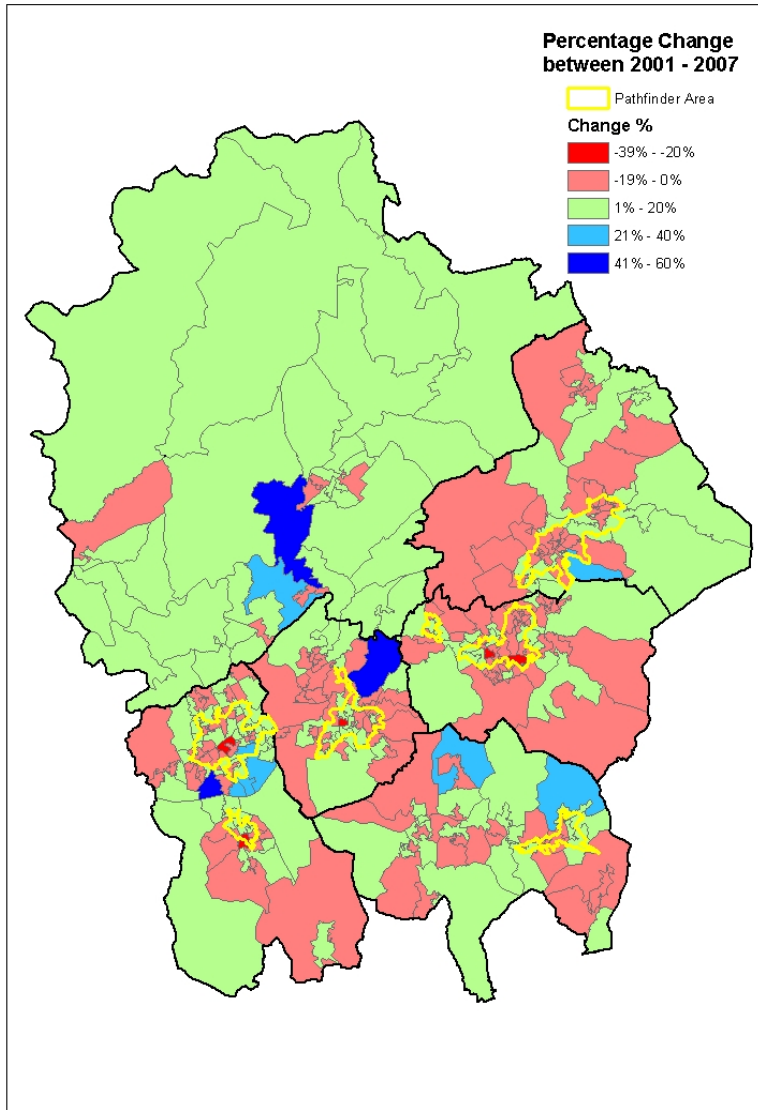 Percentage Change
between 2001 - 2007
Pathfinder Area
Change %
-39% - -20%
-19% - 0%
1% - 20%
21% - 40%
41% - 60%